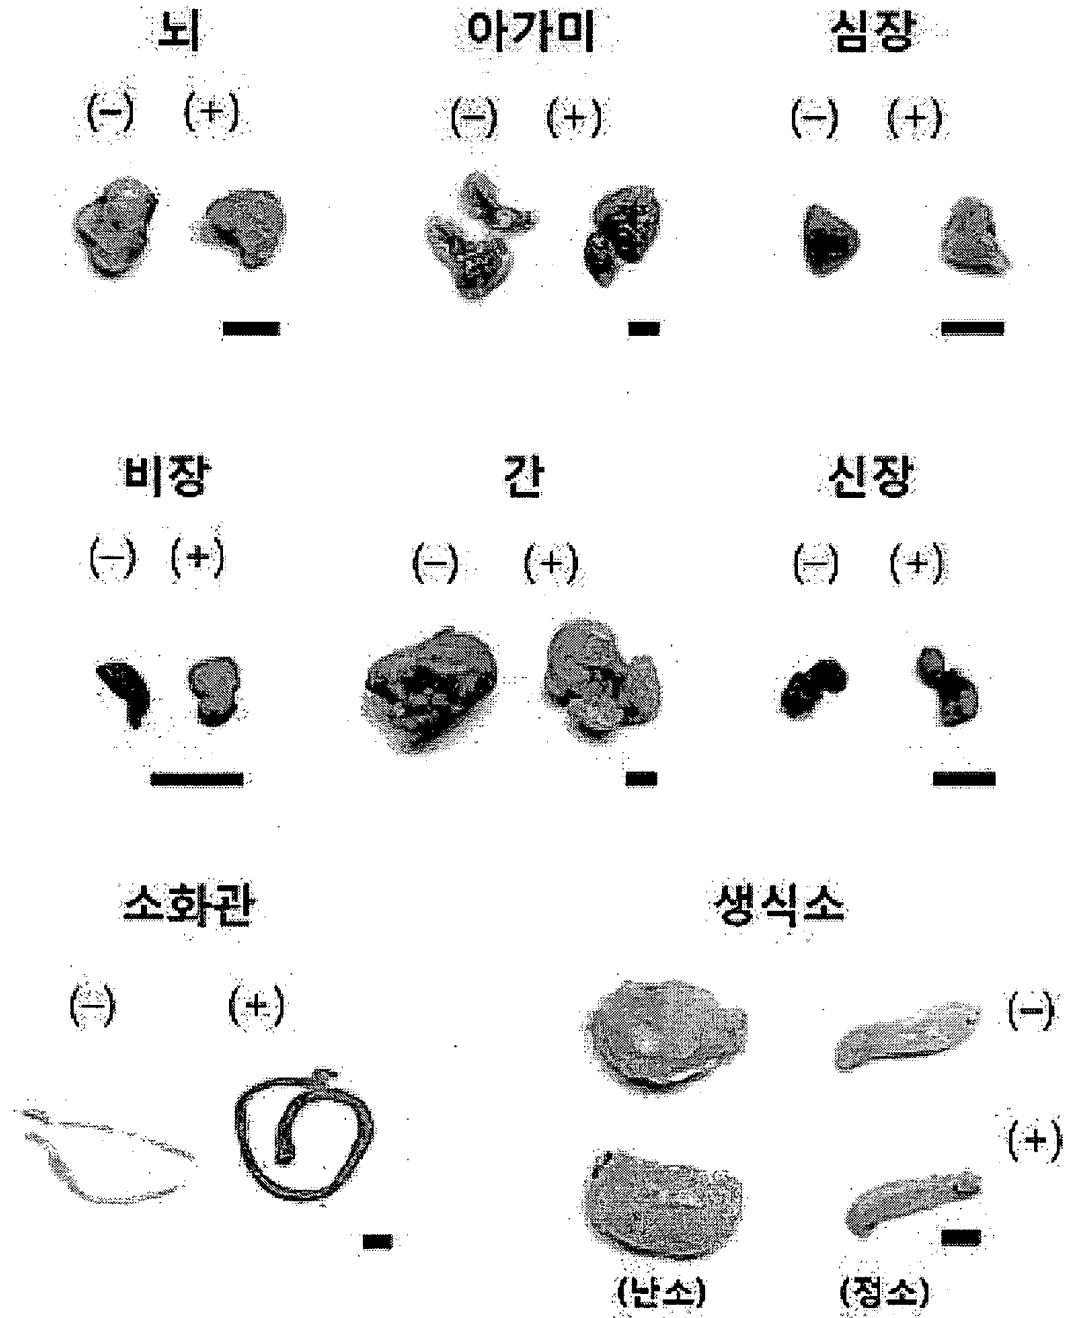 뇌 아가미 심장
(−) (+) (−) (+) (−) (+)
비장 간 신장
(−) (+) (−) (+) (−) (+)
소화관 생식소
(−) (+) (−)
(+)
(난소) (정소)